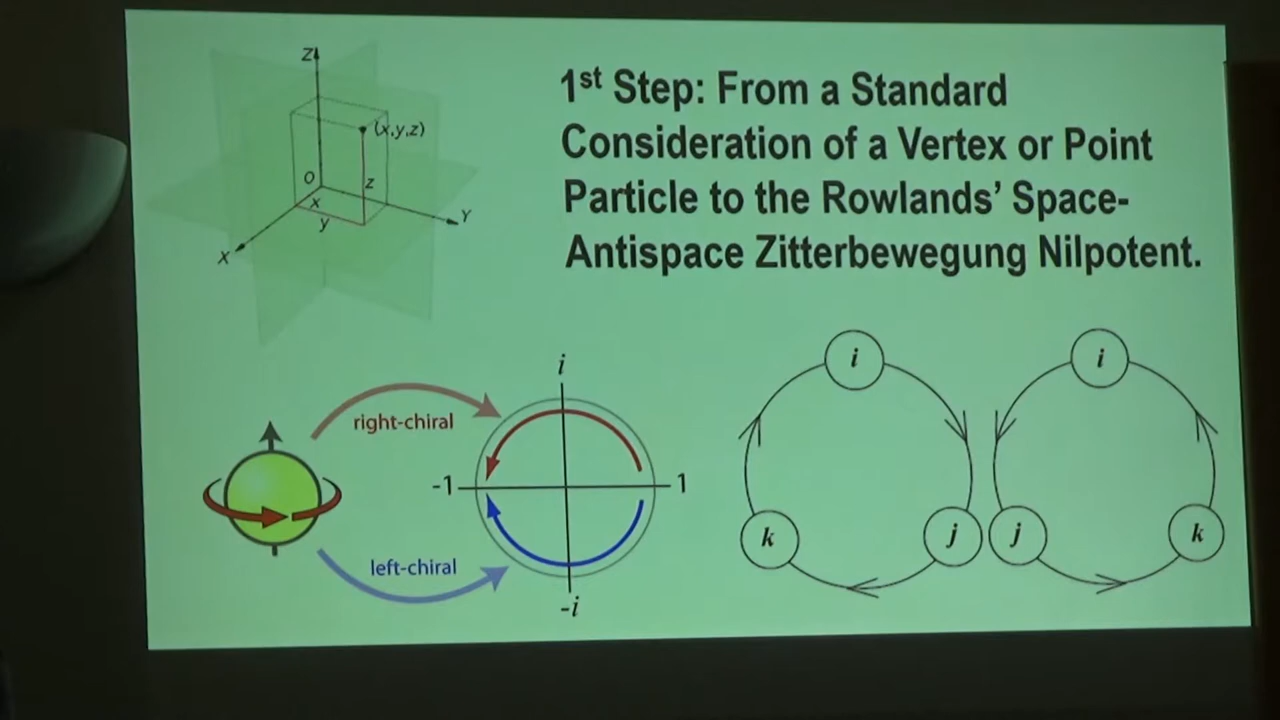 1st Step: From a Standard
Consideration of a Vertex or Point
Particle to the Rowlands' Space-
Antispace Zitterbewegung Nilpotent.
Z
(x,y,z)
O
z
x
y
X
Y
right-chiral
left-chiral
i
-1
1
-i
i
k
j
i
j
k